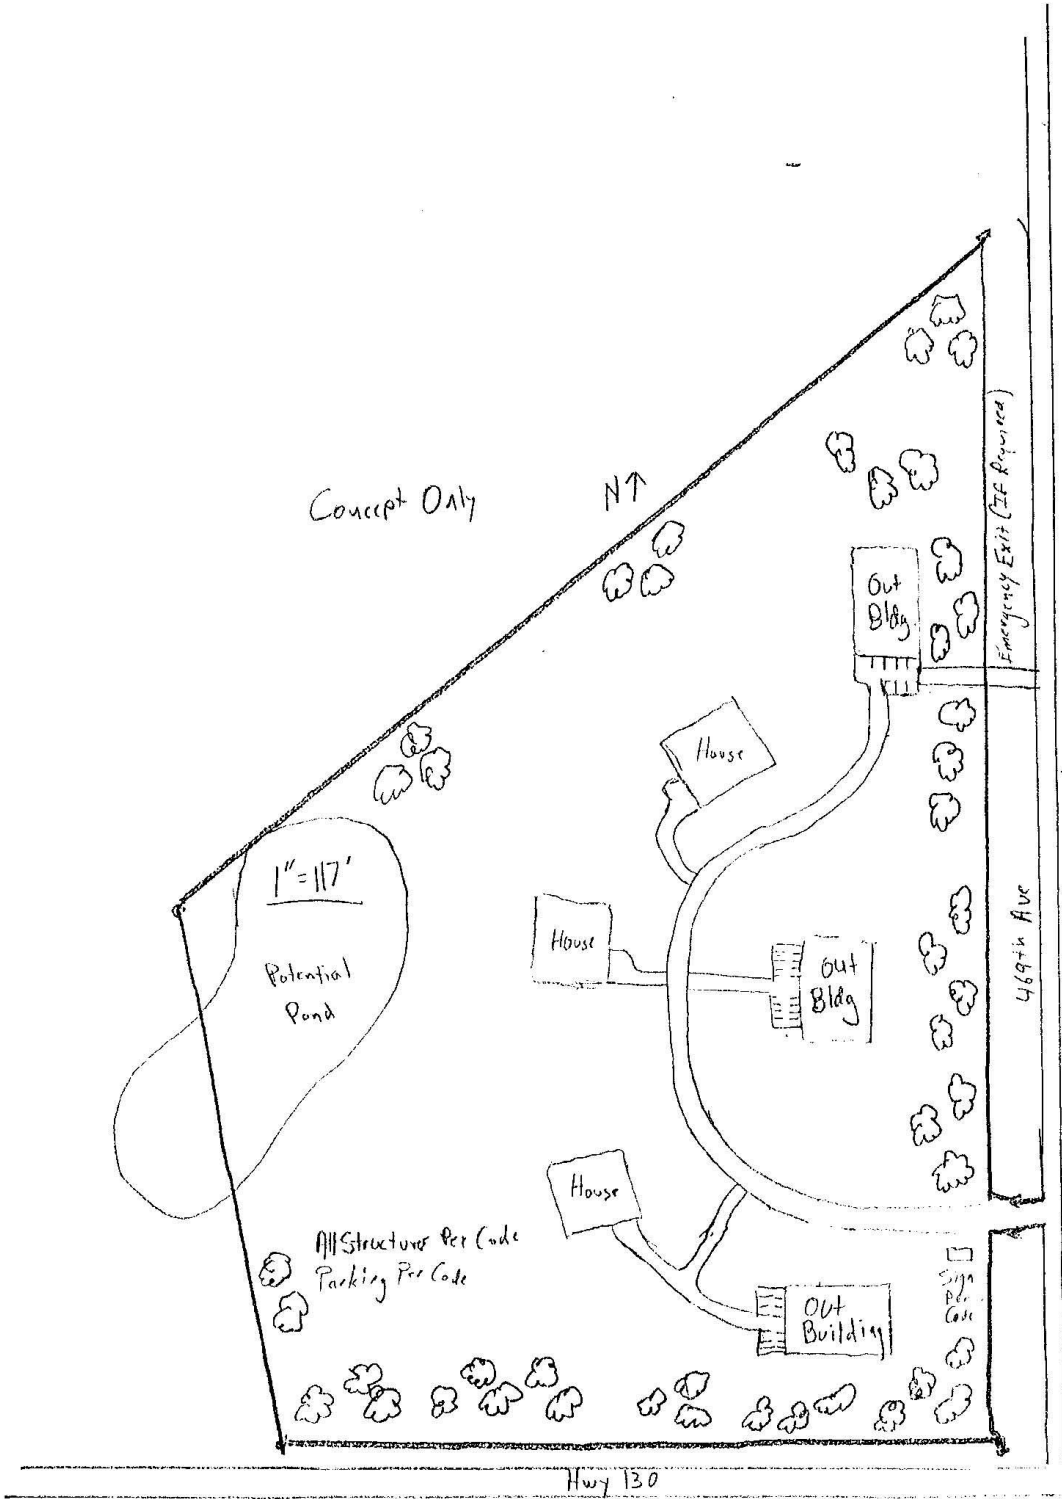 Concept Only
N↑
Emergency Exit (If Required)
Out
Bldg.
House
1"=117'
Potential
Pond
House
Out
Bldg
469th Ave
House
All Structures Per Code
Parking Per Code
Sign
Per
Code
Out
Building
Hwy 130